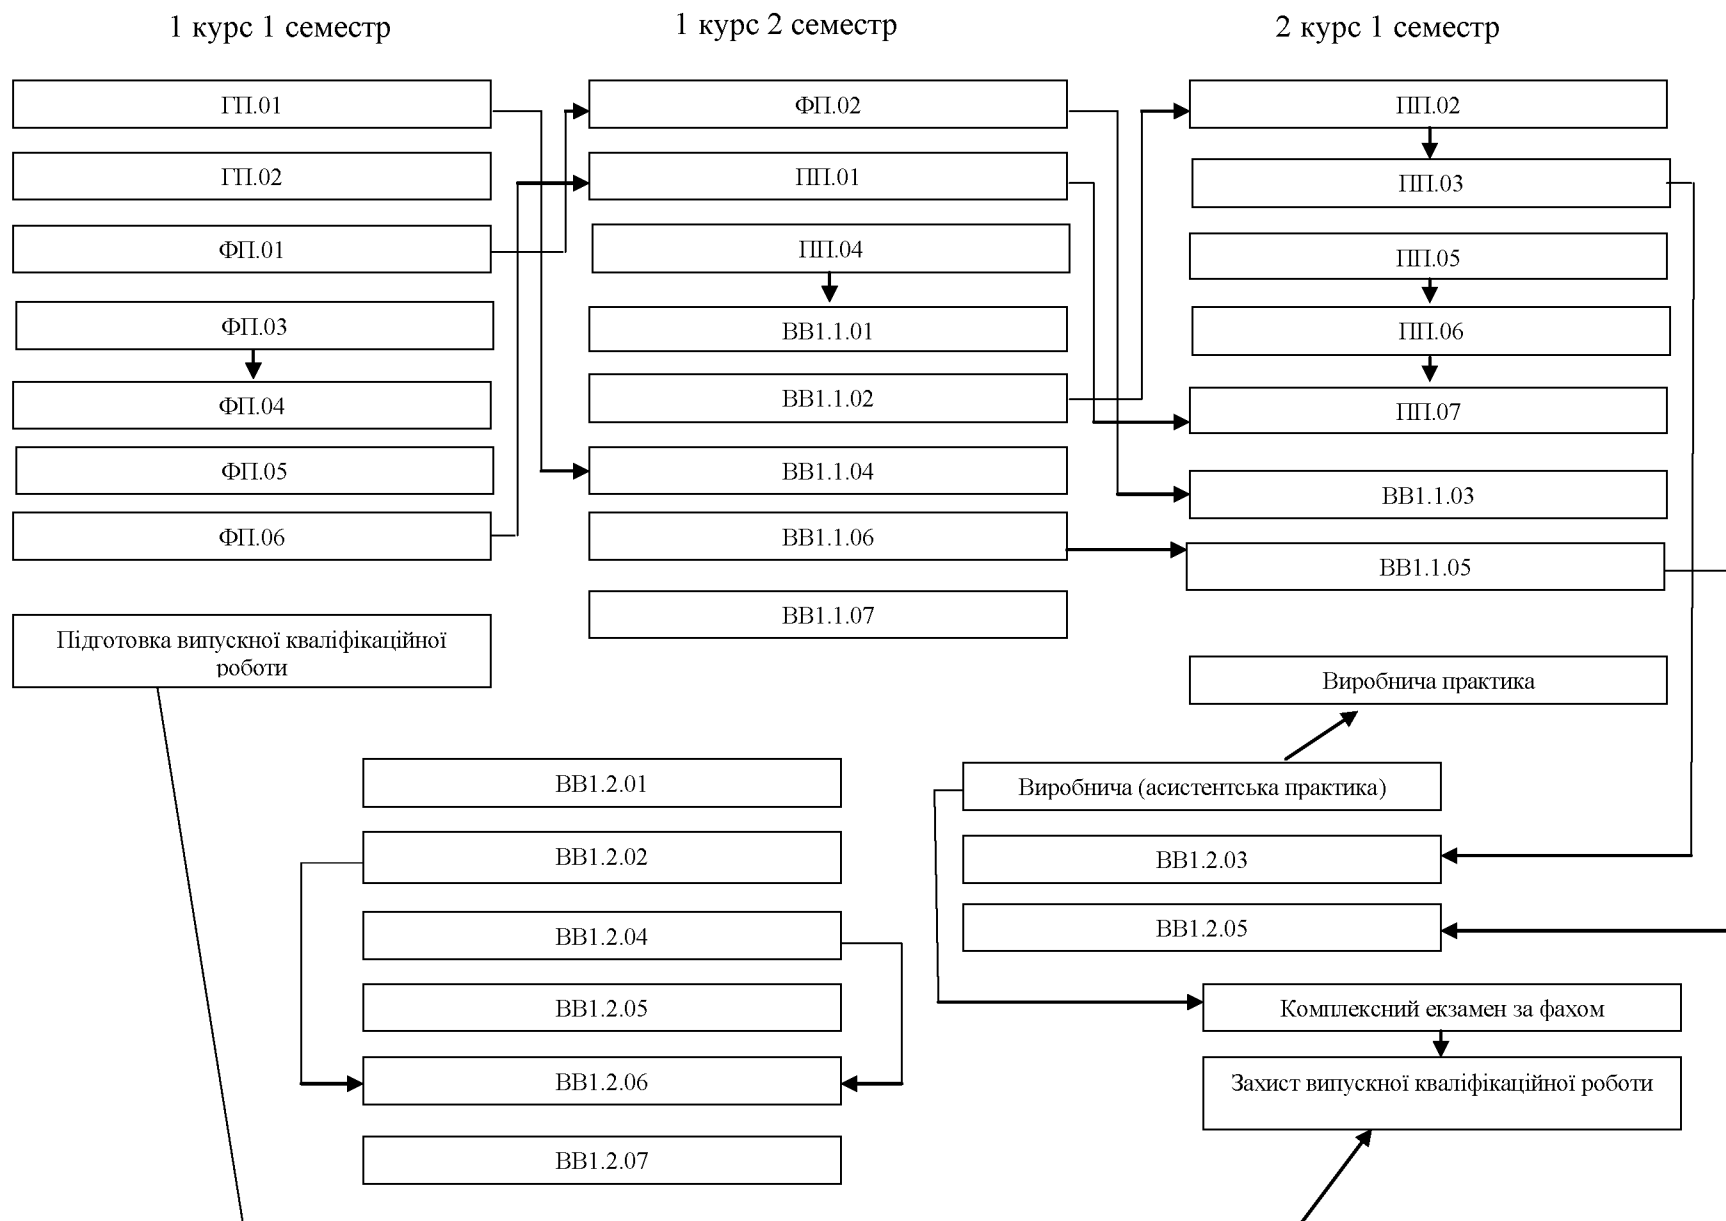 1 курс 1 семестр
1 курс 2 семестр
2 курс 1 семестр
ГП.01
ГП.02
ФП.01
ФП.03
ФП.04
ФП.05
ФП.06
Підготовка випускної кваліфікаційної
роботи
ФП.02
ПП.01
ПП.04
ВВ1.1.01
ВВ1.1.02
ВВ1.1.04
ВВ1.1.06
ВВ1.1.07
ПП.02
ПП.03
ПП.05
ПП.06
ПП.07
ВВ1.1.03
ВВ1.1.05
Виробнича практика
ВВ1.2.01
ВВ1.2.02
ВВ1.2.04
ВВ1.2.05
ВВ1.2.06
ВВ1.2.07
Виробнича (асистентська практика)
ВВ1.2.03
ВВ1.2.05
Комплексний екзамен за фахом
Захист випускної кваліфікаційної роботи